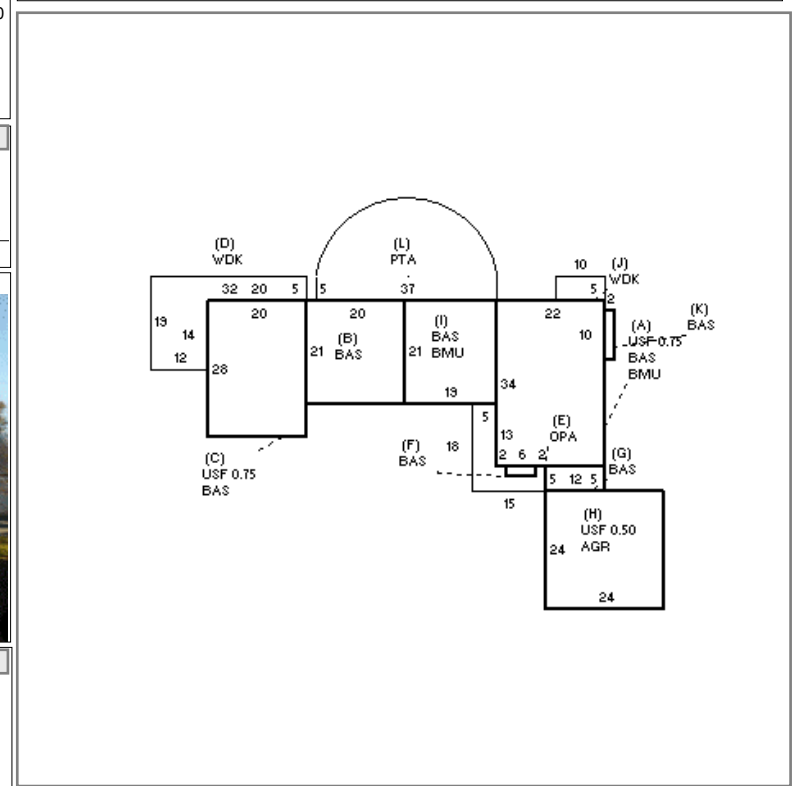 (D)
WDK
(L)
PTA
10
(J)
WDK
32 20 5
5
37
5
2
20
20
22
(K)
BAS
19
14
(B)
BAS
(I)
BAS
BMU
10
(A)
USF 0.75
BAS
BMU
12
28
21
21
34
19
5
13
(E)
OPA
18
(F)
BAS
2 6 2
(G)
BAS
(C)
USF 0.75
BAS
5 12 5
15
(H)
USF 0.50
AGR
24
24